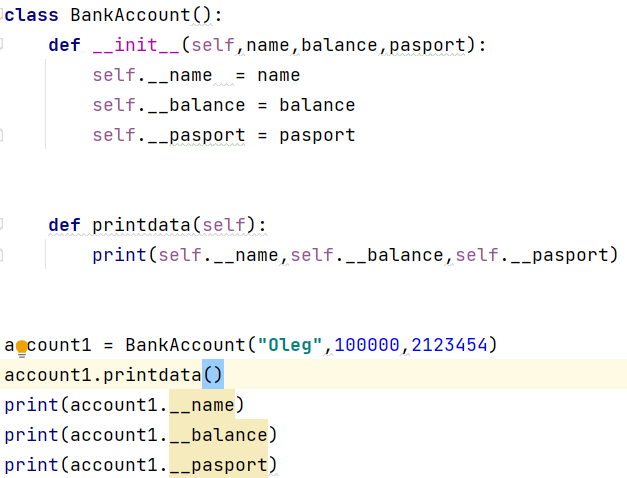 class BankAccount():
    def __init__(self,name,balance,pasport):
        self.__name  = name
        self.__balance = balance
        self.__pasport = pasport
    def printdata(self):
        print(self.__name,self.__balance,self.__pasport)
account1 = BankAccount("Oleg",100000,2123454)
account1.printdata()
print(account1.__name)
print(account1.__balance)
print(account1.__pasport)